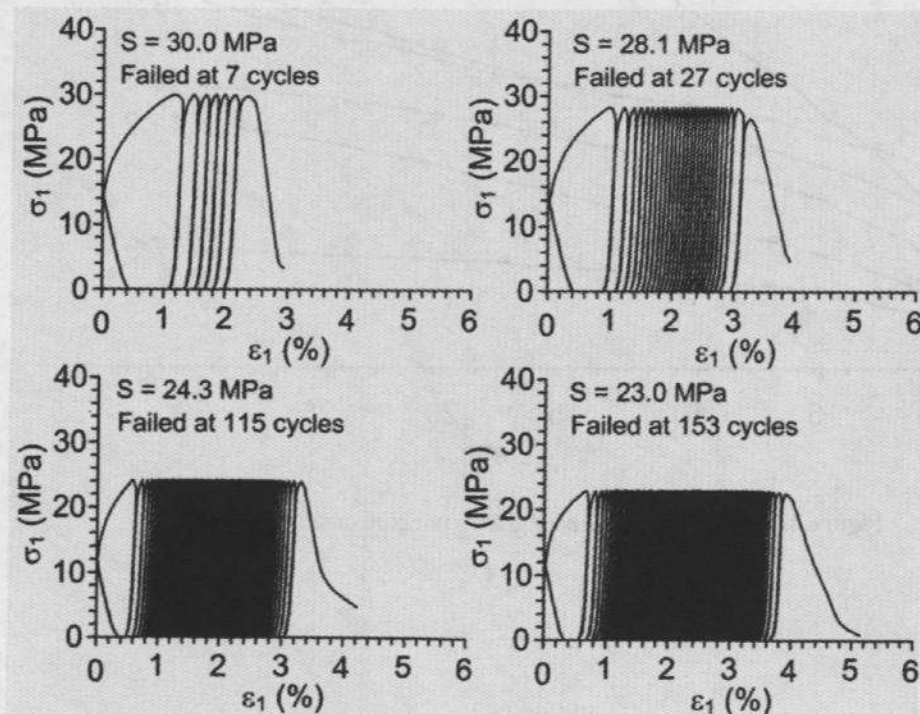 S = 30.0 MPa
Failed at 7 cycles
σ₁ (MPa)
40
30
20
10
0
0 1 2 3 4 5 6
ε₁ (%)
S = 28.1 MPa
Failed at 27 cycles
σ₁ (MPa)
40
30
20
10
0
0 1 2 3 4 5 6
ε₁ (%)
S = 24.3 MPa
Failed at 115 cycles
σ₁ (MPa)
40
30
20
10
0
0 1 2 3 4 5 6
ε₁ (%)
S = 23.0 MPa
Failed at 153 cycles
σ₁ (MPa)
40
30
20
10
0
0 1 2 3 4 5 6
ε₁ (%)